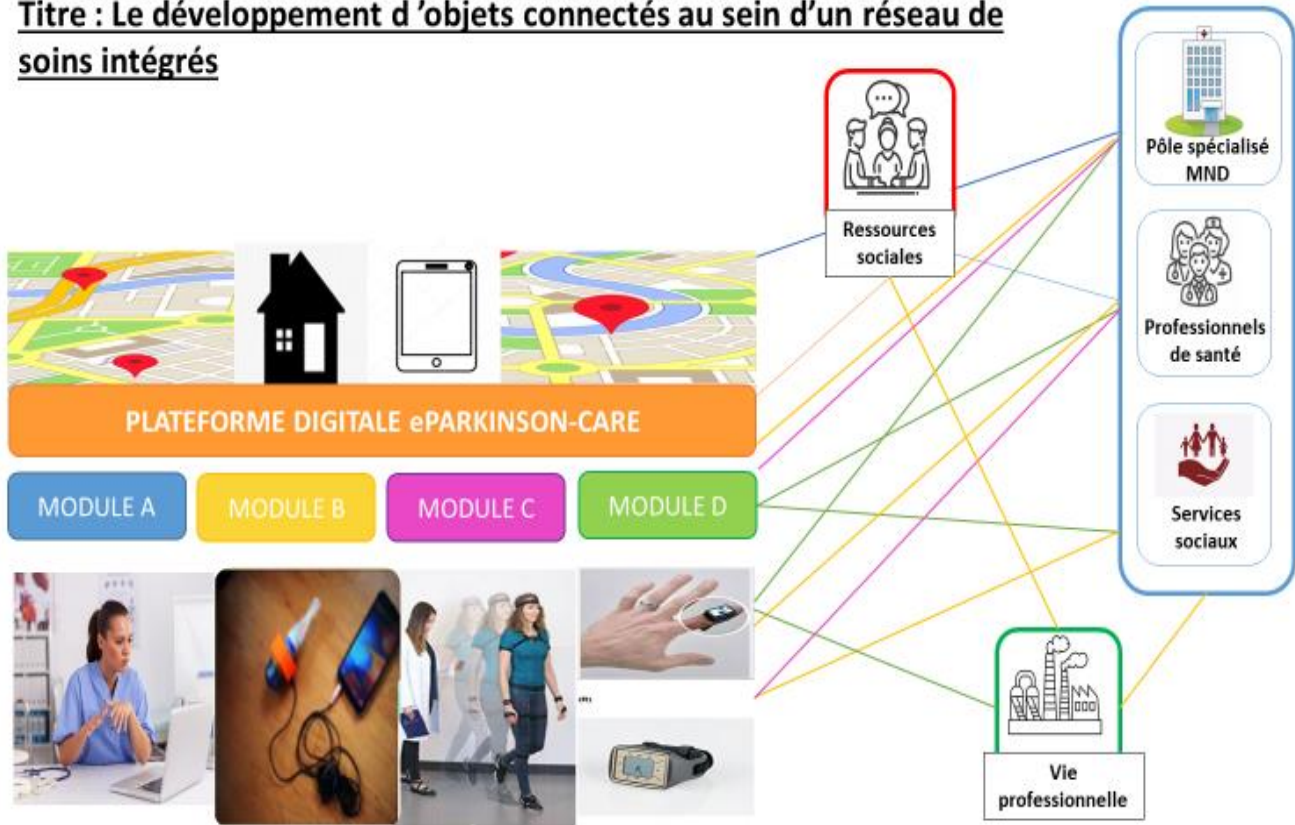 Titre : Le développement d ’objets connectés au sein d’un réseau de
soins intégrés
Pôle spécialisé
MND
Ressources
sociales
Professionnels
de santé
PLATEFORME DIGITALE ePARKINSON-CARE
MODULE A
MODULE B
MODULE C
MODULE D
Services
sociaux
Vie
professionnelle